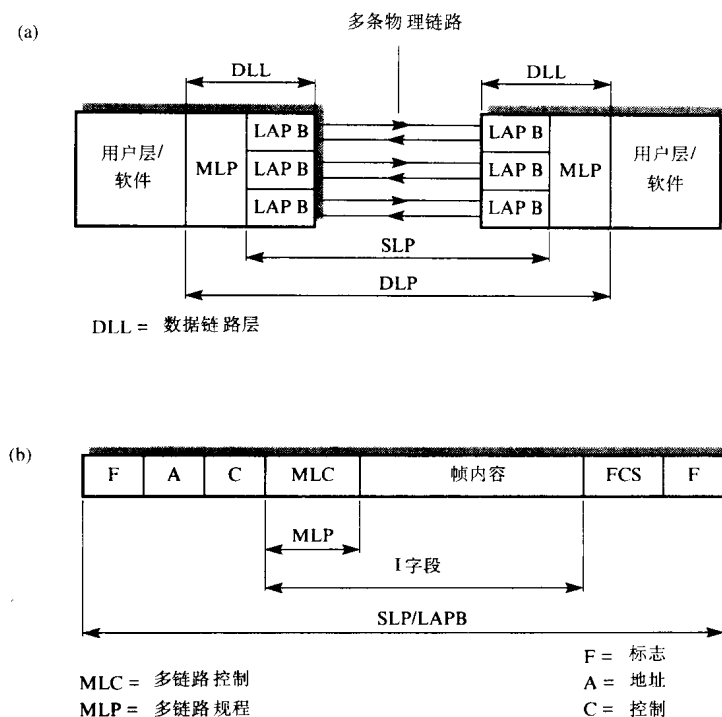 (a)
多条物理链路
DLL
DLL
用户层/
软件
MLP
LAP B
LAP B
LAP B
LAP B
LAP B
LAP B
MLP
用户层/
软件
SLP
DLP
DLL = 数据链路层
(b)
F A C MLC 帧内容 FCS F
MLP
I字段
SLP/LAPB
MLC = 多链路控制
MLP = 多链路规程
F = 标志
A = 地址
C = 控制